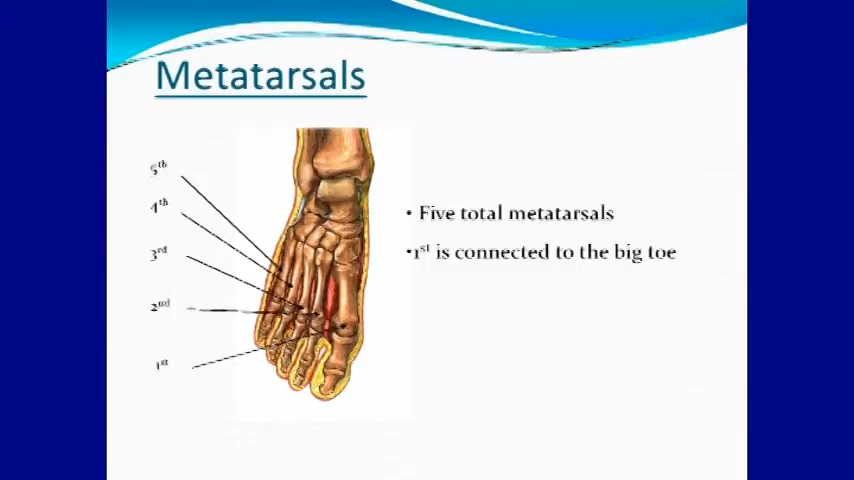 Metatarsals
5th
4th
3rd
2nd
1st
• Five total metatarsals
•1st is connected to the big toe